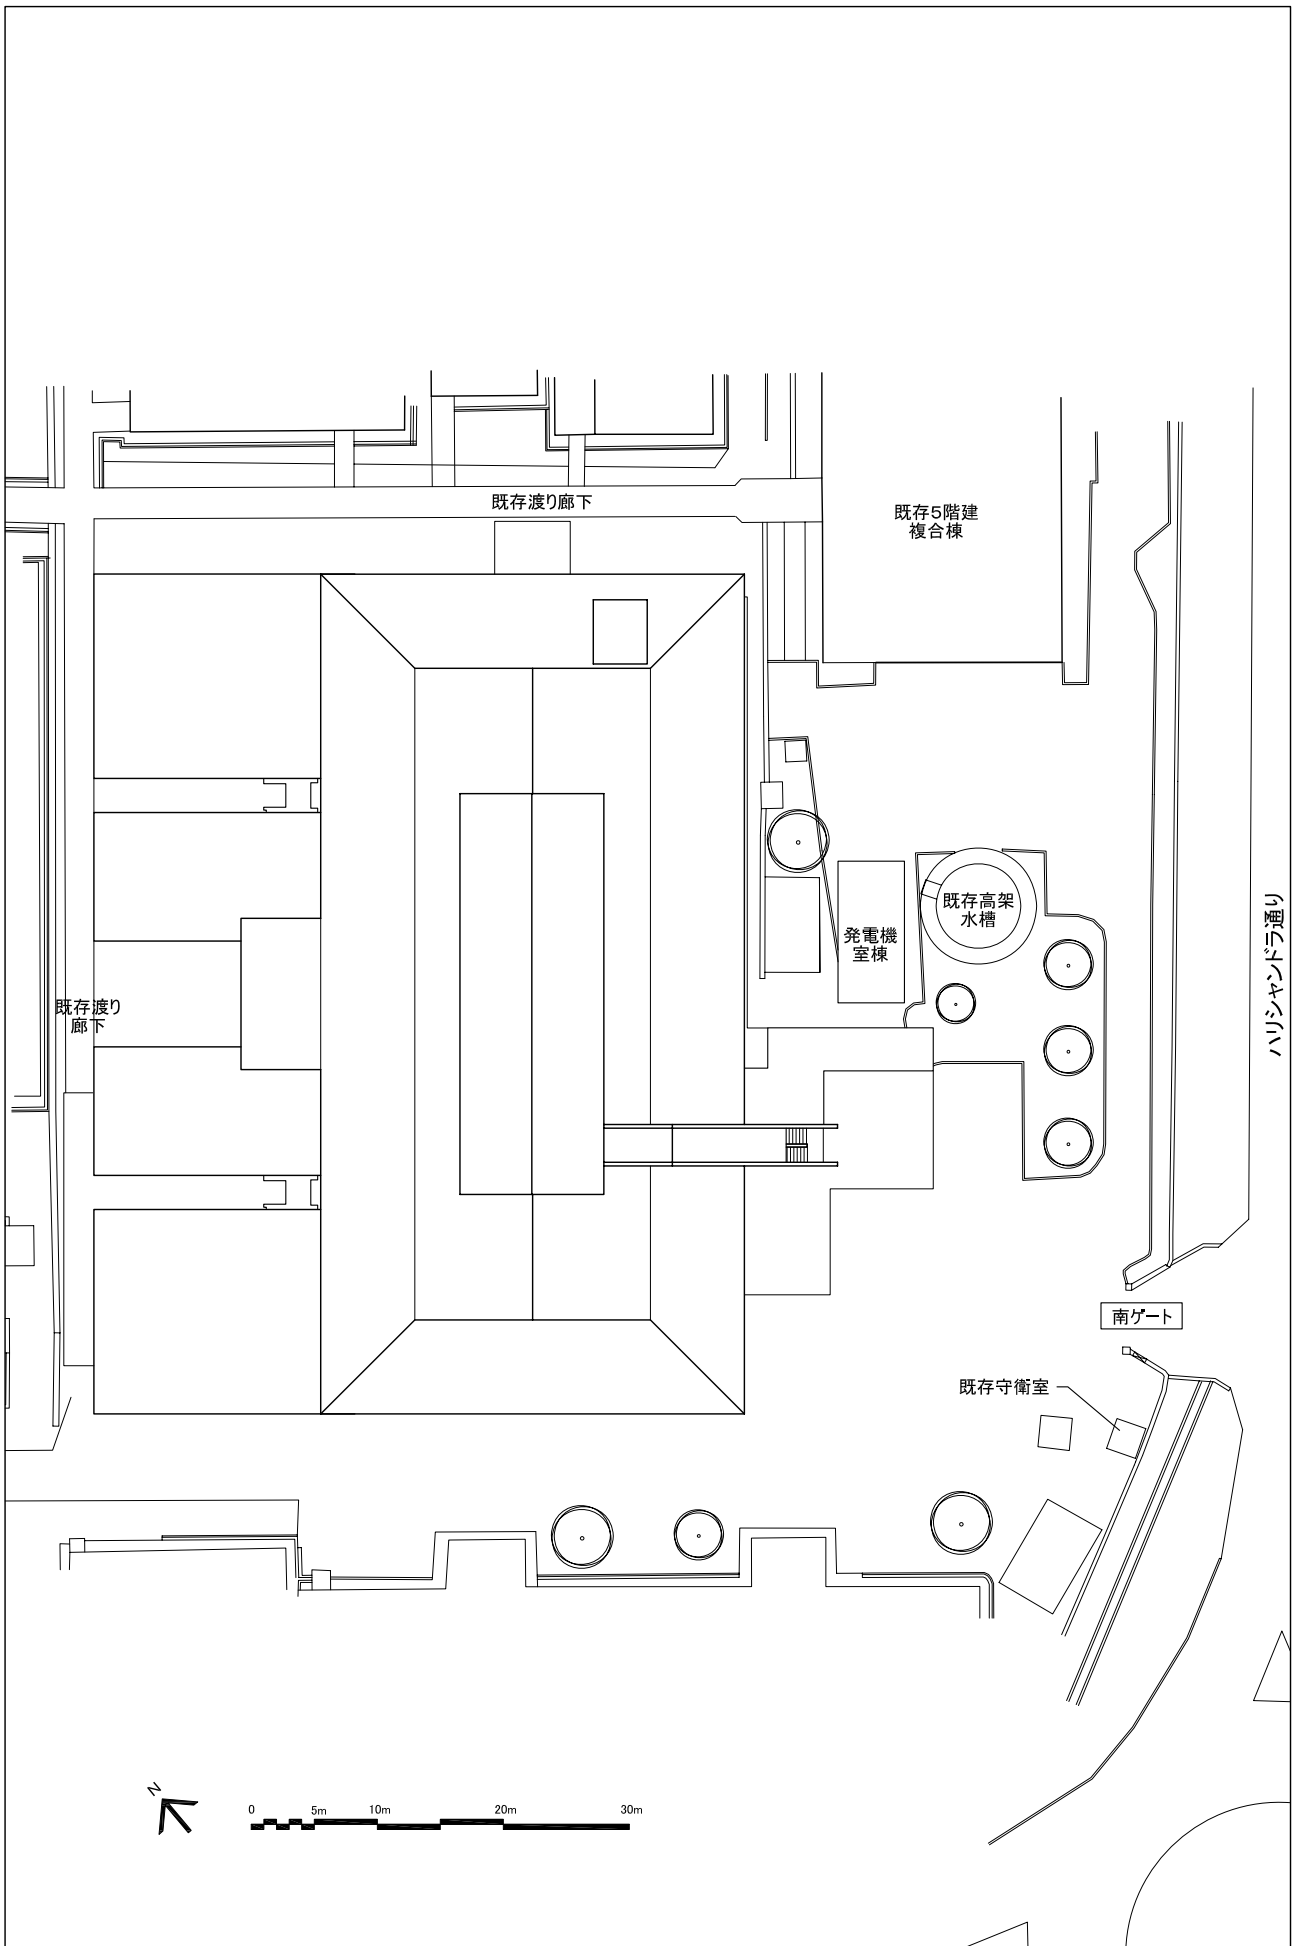 既存渡り廊下
既存5階建
複合棟
既存高架
水槽
発電機
室棟
既存渡り
廊下
ハリシャンドラ通り
南ゲート
既存守衛室
N
0 5m 10m 20m 30m